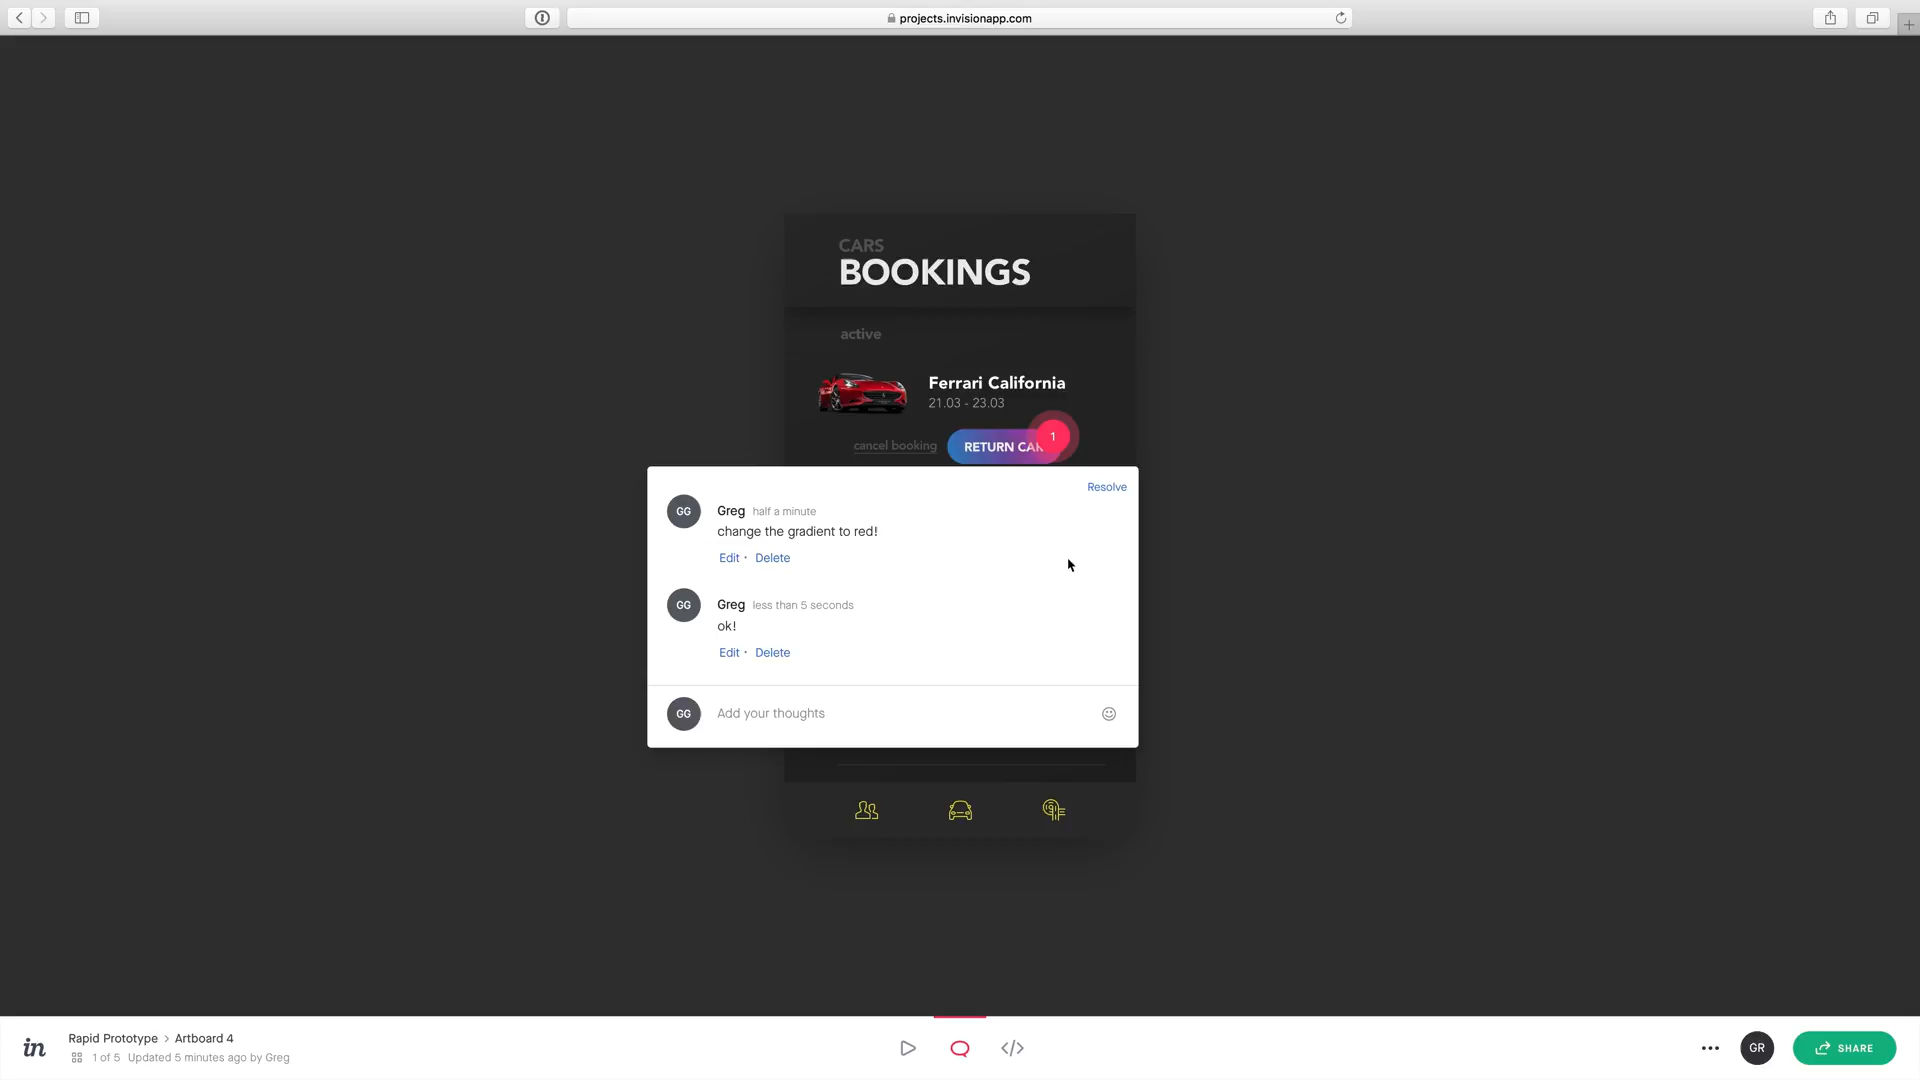 projects.invisionapp.com
CARS
BOOKINGS
active
Ferrari California
21.03 - 23.03
1
cancel booking
RETURN CAR
Resolve
GG
Greg half a minute
change the gradient to red!
Edit · Delete
GG
Greg less than 5 seconds
ok!
Edit · Delete
GG
Add your thoughts
in
Rapid Prototype > Artboard 4
1 of 5 Updated 5 minutes ago by Greg
GR
SHARE